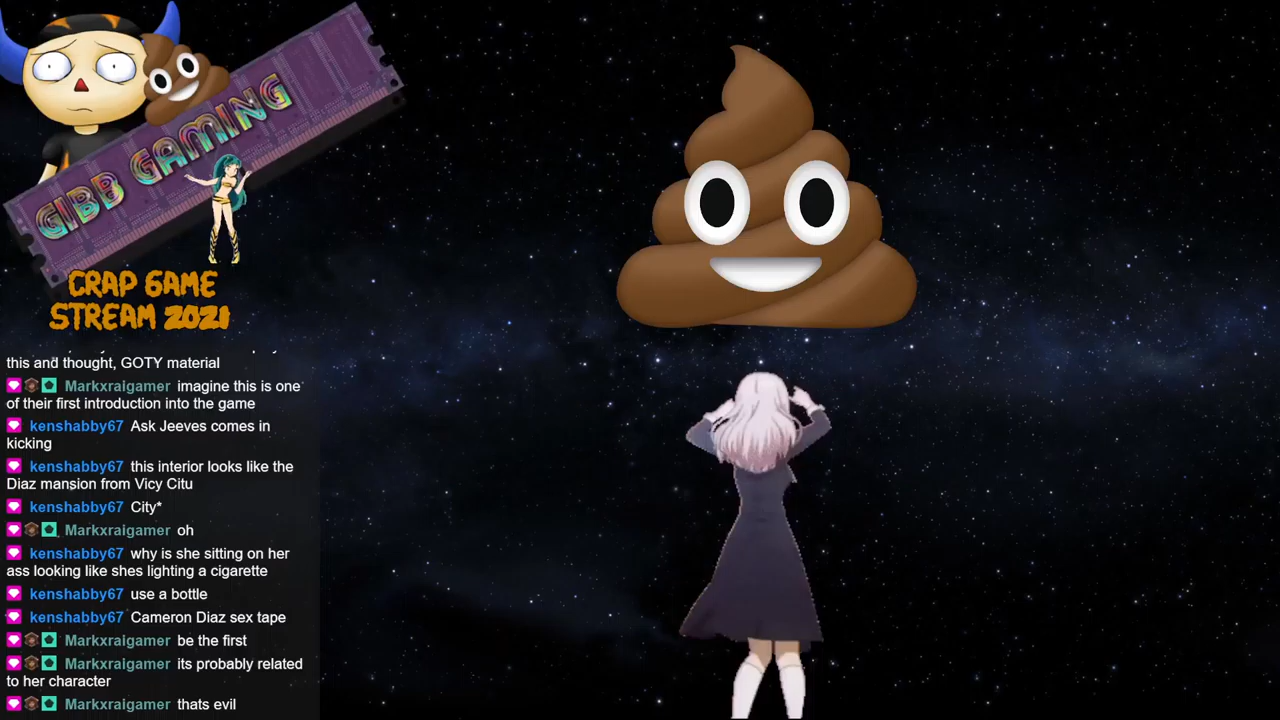 GIBB GAMING
CRAP GAME
STREAM 2021
this and thought, GOTY material
Markxraigamer imagine this is one
of their first introduction into the game
kenshabby67 Ask Jeeves comes in
kicking
kenshabby67 this interior looks like the
Diaz mansion from Vicy Citu
kenshabby67 City*
Markxraigamer oh
kenshabby67 why is she sitting on her
ass looking like shes lighting a cigarette
kenshabby67 use a bottle
kenshabby67 Cameron Diaz sex tape
Markxraigamer be the first
Markxraigamer its probably related
to her character
Markxraigamer thats evil